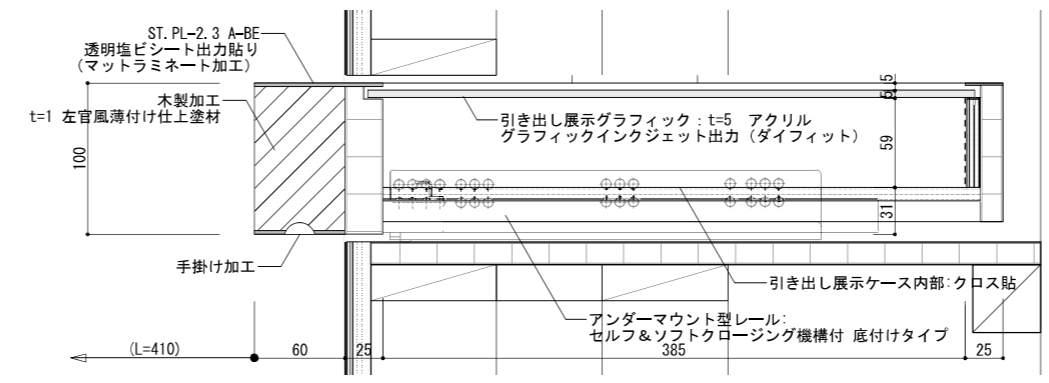 ST.PL-2.3 A-BE
透明塩ビシート出力貼り
(マットラミネート加工)
木製加工
t=1 左官風薄付け仕上塗材
100
手掛け加工
引き出し展示グラフィック：t=5 アクリル
グラフィックインクジェット出力（ダイフィット）
5
5
59
31
引き出し展示ケース内部:クロス貼
アンダーマウント型レール:
セルフ＆ソフトクロージング機構付 底付けタイプ
(L=410)
60
25
385
25